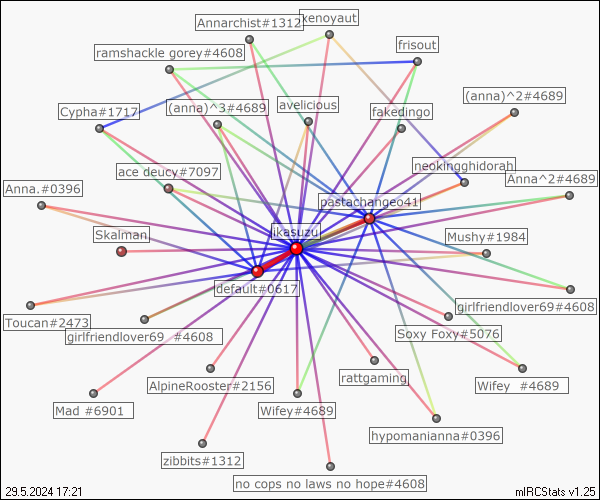 Annarchist#1312
xenoyaut
frisout
ramshackle gorey#4608
(anna)^2#4689
(anna)^3#4689
avelicious
fakedingo
Cypha#1717
neokingghidorah
ace deucy#7097
Anna^2#4689
Anna.#0396
pastachangeo41
Skaiman.
ikasuzu
Mushy#1984
default#0617
girlfriendlover69#4608
Toucan#2473
girlfriendlover69_#4608
Soxy Foxy#5076
rattgaming
AlpineRooster#2156
Wifey  #4689
Mad #6901
Wifey#4689
hypomanianna#0396
zibbits#1312
no cops no laws no hope#4608
29.5.2024 17:21
mIRCStats v1.25